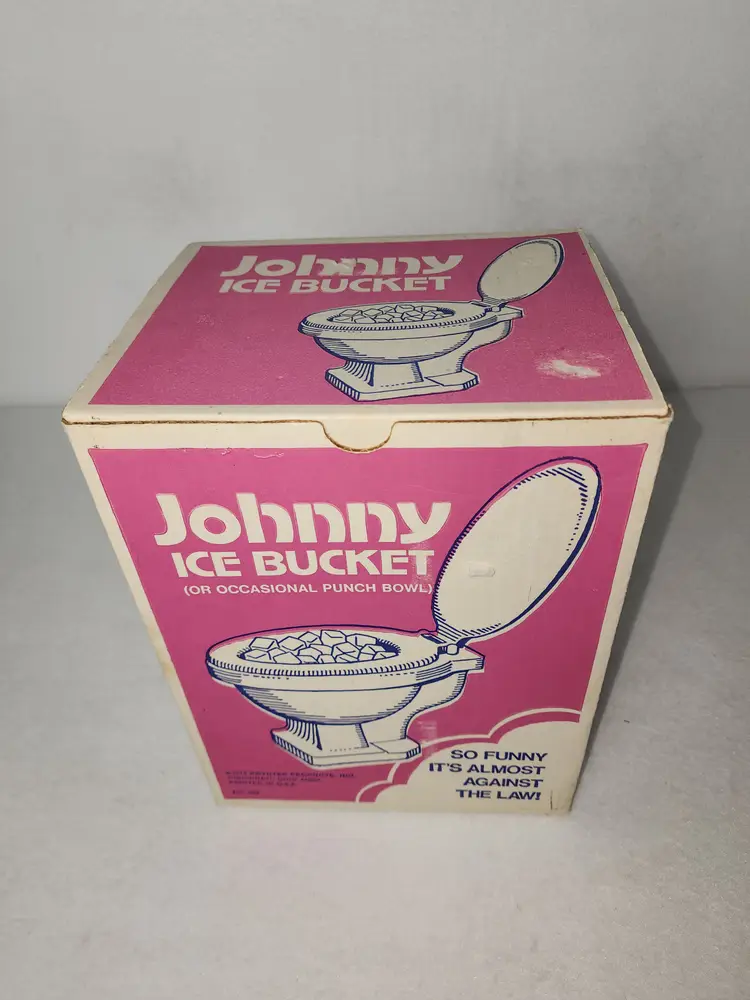 Johnny
ICE BUCKET
Johnny
ICE BUCKET
(OR OCCASIONAL PUNCH BOWL)
SO FUNNY
IT'S ALMOST
AGAINST
THE LAW!